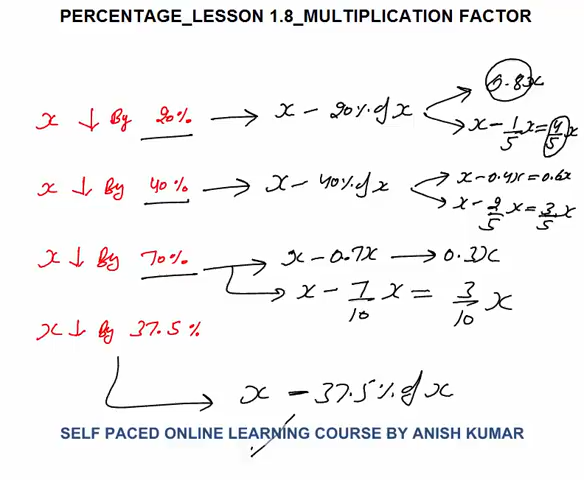 PERCENTAGE_LESSON 1.8_MULTIPLICATION FACTOR
0.8x
x ↓ By 20% → x - 20% of x
x - 1/5 x = 4/5 x
x ↓ By 40% → x - 40% of x
x - 0.4x = 0.6x
x - 2/5 x = 3/5 x
x ↓ By 70% → x - 0.7x → 0.3x
x - 7/10 x = 3/10 x
x ↓ By 37.5%
x - 37.5% of x
SELF PACED ONLINE LEARNING COURSE BY ANISH KUMAR